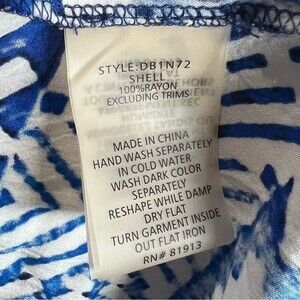 STYLE:DB1N72
SHELL
100%RAYON
EXCLUDING TRIMS
MADE IN CHINA
HAND WASH SEPARATELY
IN COLD WATER
WASH DARK COLOR
SEPARATELY
RESHAPE WHILE DAMP
DRY FLAT
TURN GARMENT INSIDE
OUT FLAT IRON
RN# 81913